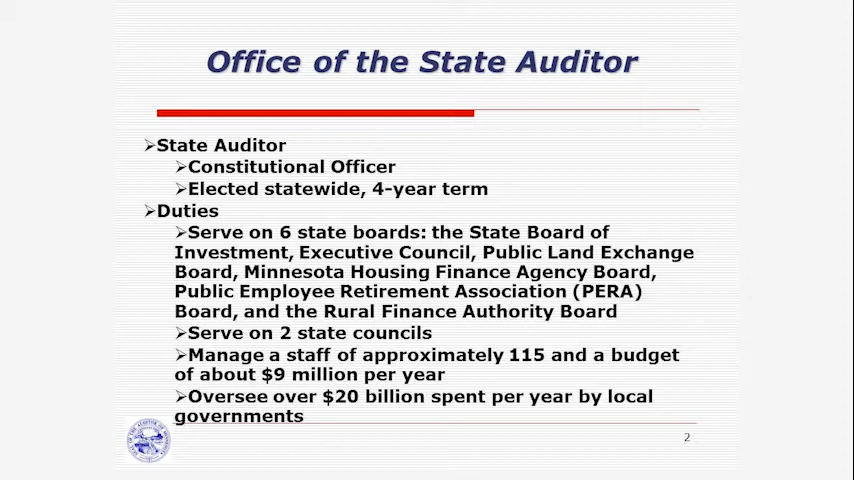 Office of the State Auditor
➢State Auditor
➢Constitutional Officer
➢Elected statewide, 4-year term
➢Duties
➢Serve on 6 state boards: the State Board of
Investment, Executive Council, Public Land Exchange
Board, Minnesota Housing Finance Agency Board,
Public Employee Retirement Association (PERA)
Board, and the Rural Finance Authority Board
➢Serve on 2 state councils
➢Manage a staff of approximately 115 and a budget
of about $9 million per year
➢Oversee over $20 billion spent per year by local
governments
2